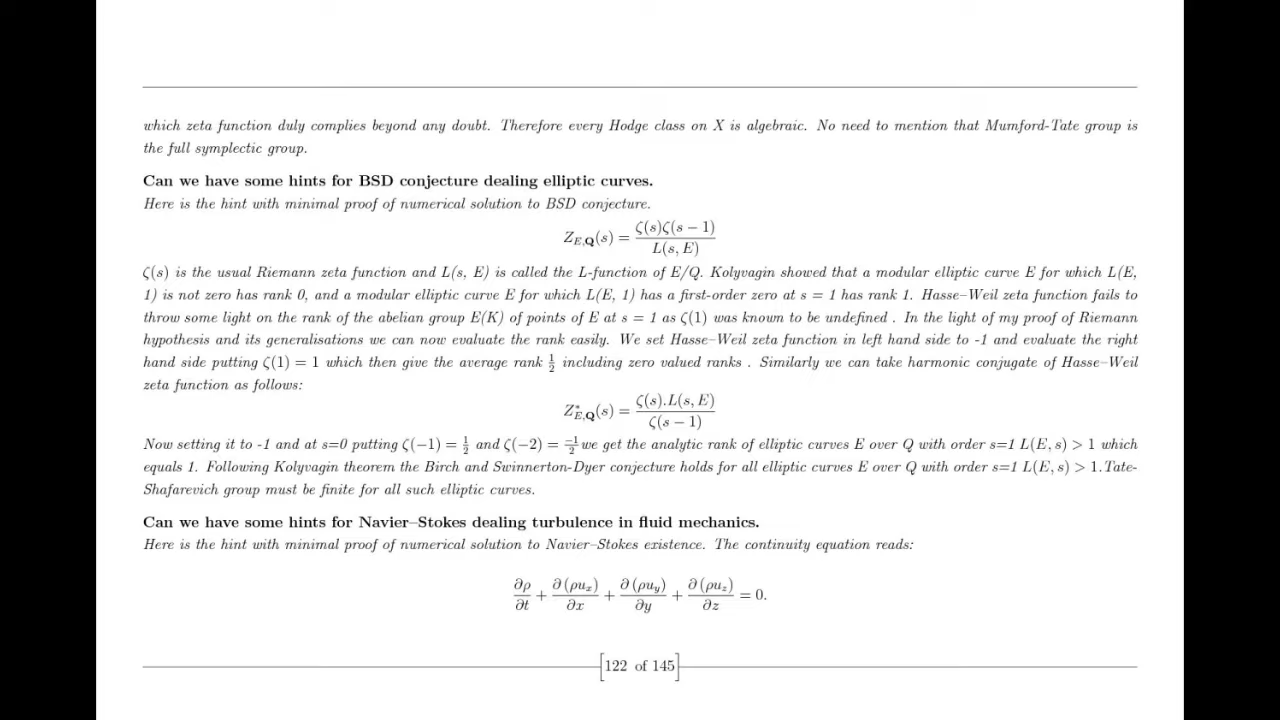 which zeta function duly complies beyond any doubt. Therefore every Hodge class on X is algebraic. No need to mention that Mumford-Tate group is
the full symplectic group.
Can we have some hints for BSD conjecture dealing elliptic curves.
Here is the hint with minimal proof of numerical solution to BSD conjecture.
Z_{E,Q}(s) = ζ(s)ζ(s − 1) / L(s, E)
ζ(s) is the usual Riemann zeta function and L(s, E) is called the L-function of E/Q. Kolyvagin showed that a modular elliptic curve E for which L(E,
1) is not zero has rank 0, and a modular elliptic curve E for which L(E, 1) has a first-order zero at s = 1 has rank 1. Hasse–Weil zeta function fails to
throw some light on the rank of the abelian group E(K) of points of E at s = 1 as ζ(1) was known to be undefined . In the light of my proof of Riemann
hypothesis and its generalisations we can now evaluate the rank easily. We set Hasse–Weil zeta function in left hand side to -1 and evaluate the right
hand side putting ζ(1) = 1 which then give the average rank 1/2 including zero valued ranks . Similarly we can take harmonic conjugate of Hasse–Weil
zeta function as follows:
Z*_{E,Q}(s) = ζ(s).L(s, E) / ζ(s − 1)
Now setting it to -1 and at s=0 putting ζ(−1) = 1/2 and ζ(−2) = −1/2 we get the analytic rank of elliptic curves E over Q with order s=1 L(E, s) > 1 which
equals 1. Following Kolyvagin theorem the Birch and Swinnerton-Dyer conjecture holds for all elliptic curves E over Q with order s=1 L(E, s) > 1.Tate-
Shafarevich group must be finite for all such elliptic curves.
Can we have some hints for Navier–Stokes dealing turbulence in fluid mechanics.
Here is the hint with minimal proof of numerical solution to Navier–Stokes existence. The continuity equation reads:
∂ρ/∂t + ∂(ρu_x)/∂x + ∂(ρu_y)/∂y + ∂(ρu_z)/∂z = 0.
[122 of 145]